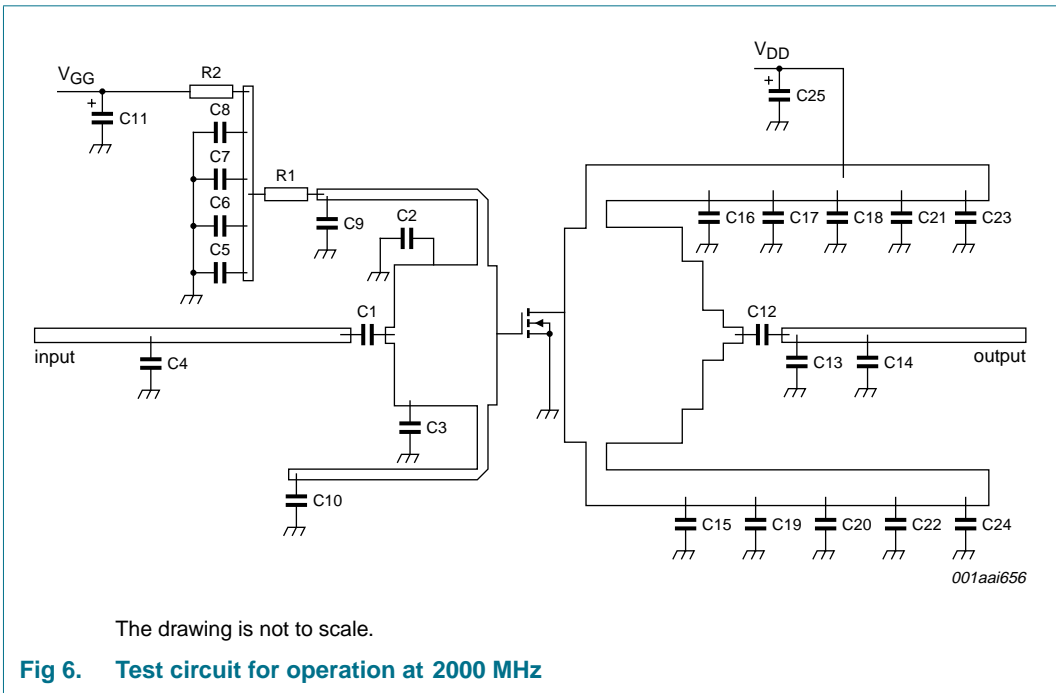 VGG
R2
VDD
+
C11
C8
+
C25
C7
R1
C6
C9
C2
C16
C17
C18
C21
C23
C5
C1
C12
input
C4
C13
C14
output
C3
C10
C15
C19
C20
C22
C24
001aai656
The drawing is not to scale.
Fig 6. Test circuit for operation at 2000 MHz